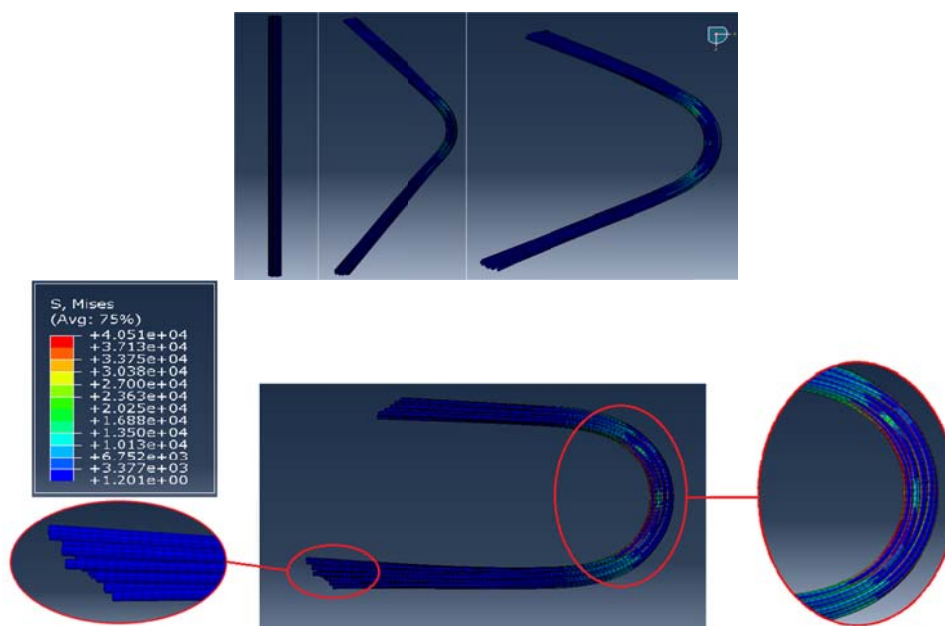 S, Mises
(Avg: 75%)
+4.051e+04
+3.713e+04
+3.375e+04
+3.038e+04
+2.700e+04
+2.363e+04
+2.025e+04
+1.688e+04
+1.350e+04
+1.013e+04
+6.752e+03
+3.377e+03
+1.201e+00